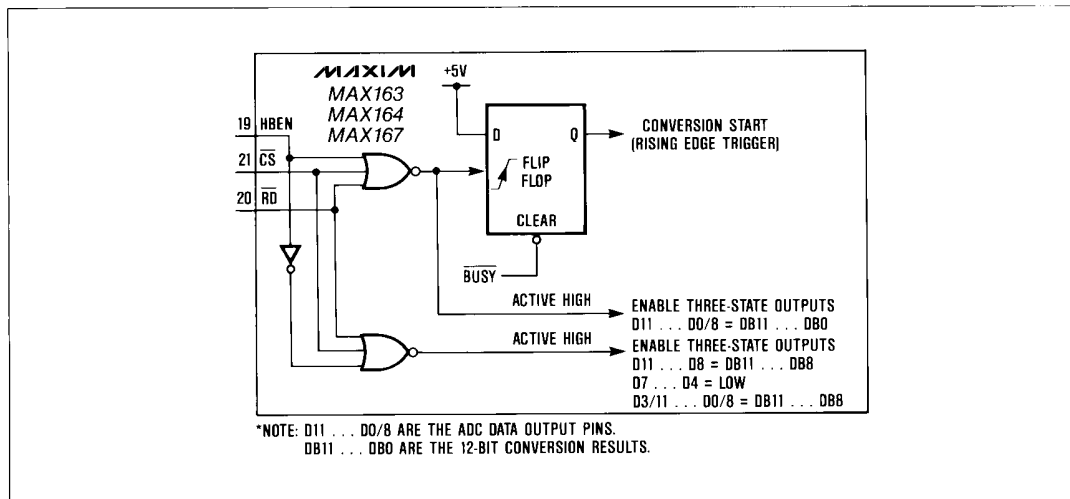 MAXIM
MAX163
MAX164
MAX167
+5V
19 HBEN
21 C̅S̅
20 R̅D̅
D Q
FLIP
FLOP
CLEAR
B̅U̅S̅Y̅
CONVERSION START
(RISING EDGE TRIGGER)
ACTIVE HIGH
ENABLE THREE-STATE OUTPUTS
D11 . . . D0/8 = DB11 . . . DB0
ACTIVE HIGH
ENABLE THREE-STATE OUTPUTS
D11 . . . D8 = DB11 . . . DB8
D7 . . . D4 = LOW
D3/11 . . . D0/8 = DB11 . . . DB8
*NOTE: D11 . . . D0/8 ARE THE ADC DATA OUTPUT PINS.
DB11 . . . DB0 ARE THE 12-BIT CONVERSION RESULTS.